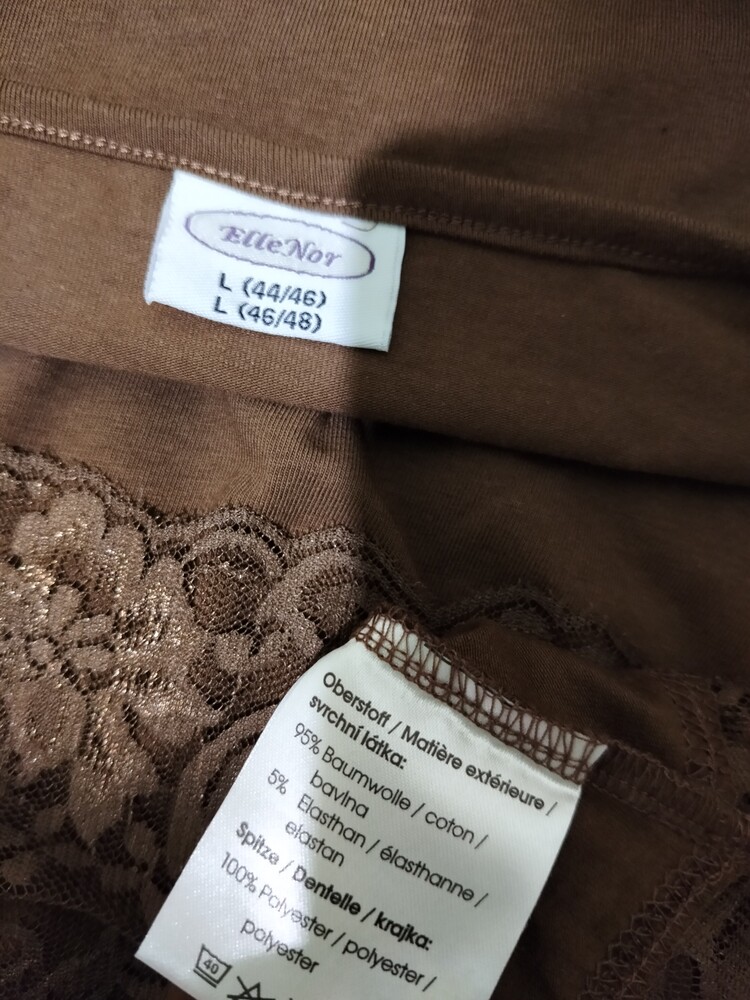 ElleNor
L (44/46)
L (46/48)
Oberstoff / Matière extérieure /
svrchní látka:
95% Baumwolle / coton /
bavlna
5% Elasthan / élasthanne /
elastan
Spitze / Dentelle / krajka:
100% Polyester / polyester /
polyester
40